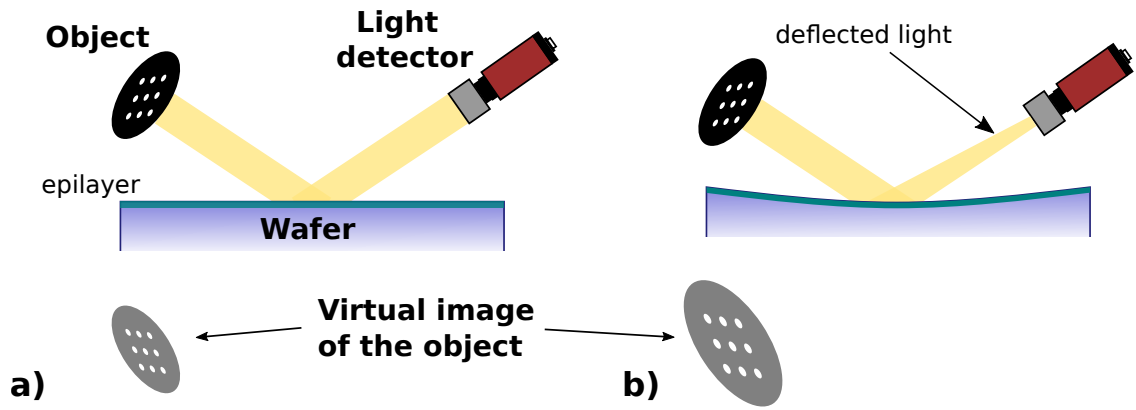 Object
Light
detector
epilayer
Wafer
deflected light
Virtual image
of the object
a)
b)